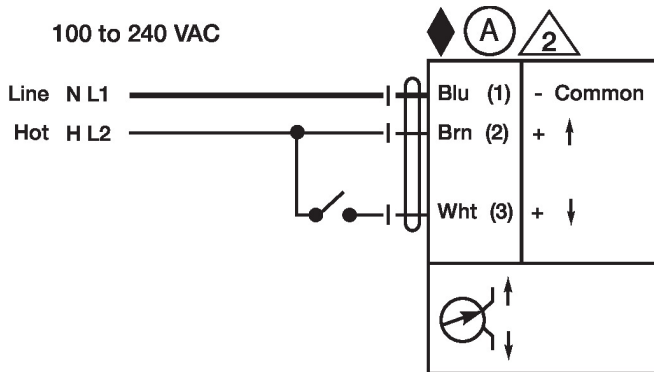 100 to 240 VAC
A
2
Line N L1
Blu (1) - Common
Hot H L2
Brn (2) + ↑
Wht (3) + ↓